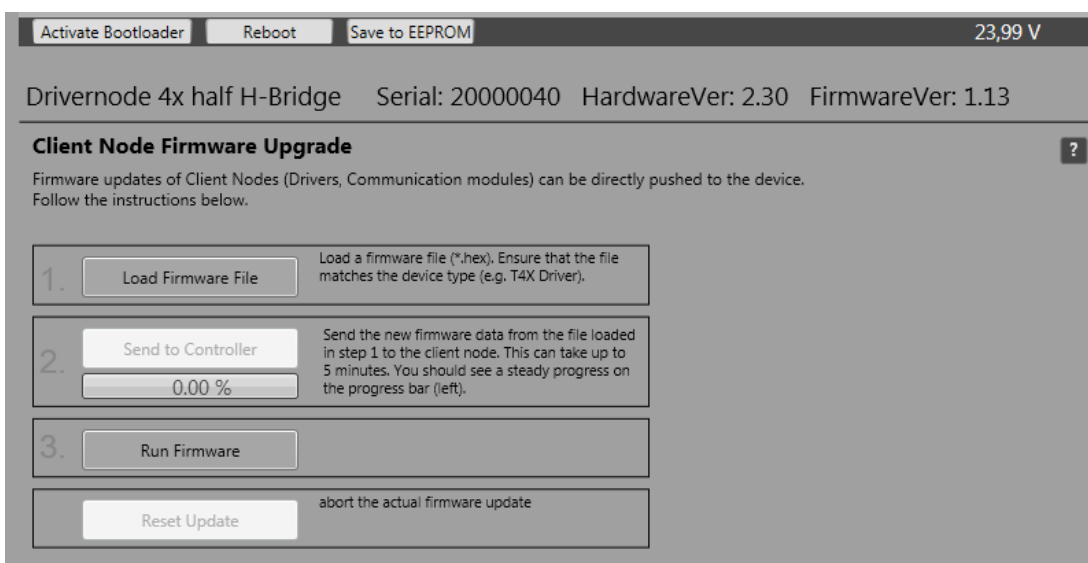 Activate Bootloader Reboot Save to EEPROM 23,99 V
Drivernode 4x half H-Bridge Serial: 20000040 HardwareVer: 2.30 FirmwareVer: 1.13
Client Node Firmware Upgrade ?
Firmware updates of Client Nodes (Drivers, Communication modules) can be directly pushed to the device.
Follow the instructions below.
1. Load Firmware File
Load a firmware file (*.hex). Ensure that the file
matches the device type (e.g. T4X Driver).
2. Send to Controller
0.00 %
Send the new firmware data from the file loaded
in step 1 to the client node. This can take up to
5 minutes. You should see a steady progress on
the progress bar (left).
3. Run Firmware
Reset Update
abort the actual firmware update